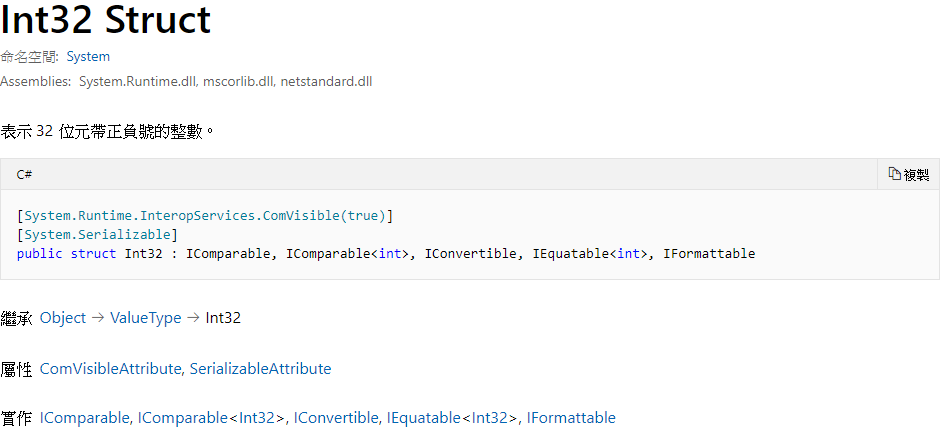 Int32 Struct
命名空間: System
Assemblies: System.Runtime.dll, mscorlib.dll, netstandard.dll
表示 32 位元帶正負號的整數。
C#
複製
[System.Runtime.InteropServices.ComVisible(true)]
[System.Serializable]
public struct Int32 : IComparable, IComparable<int>, IConvertible, IEquatable<int>, IFormattable
繼承 Object → ValueType → Int32
屬性 ComVisibleAttribute, SerializableAttribute
實作 IComparable, IComparable<Int32>, IConvertible, IEquatable<Int32>, IFormattable